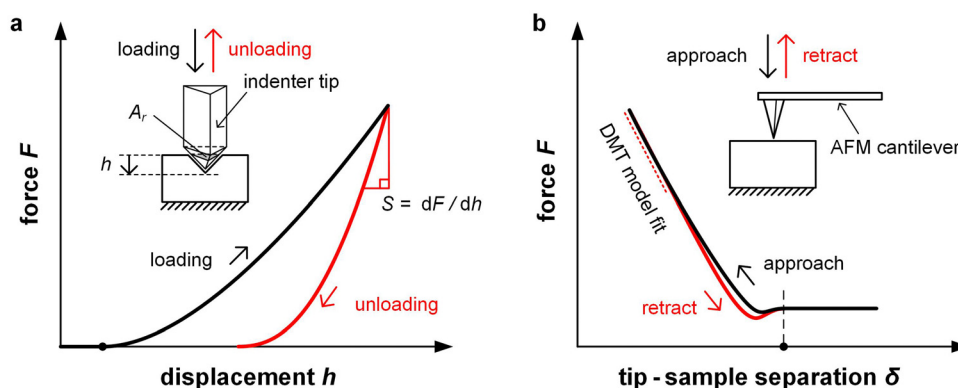 a
loading
unloading
indenter tip
Aᵣ
h
force F
S = dF / dh
loading
unloading
displacement h
b
approach
retract
AFM cantilever
DMT model fit
force F
approach
retract
tip - sample separation δ